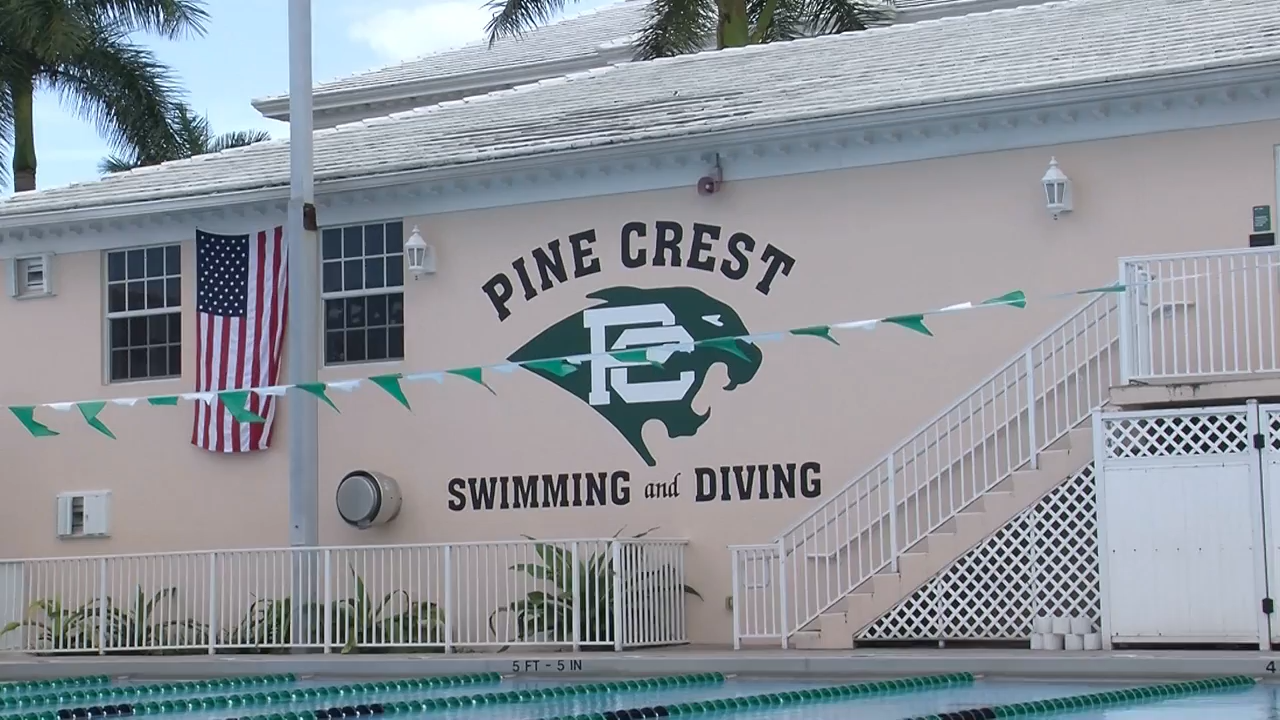 PINE CREST
PC
SWIMMING and DIVING
5 FT - 5 IN
4